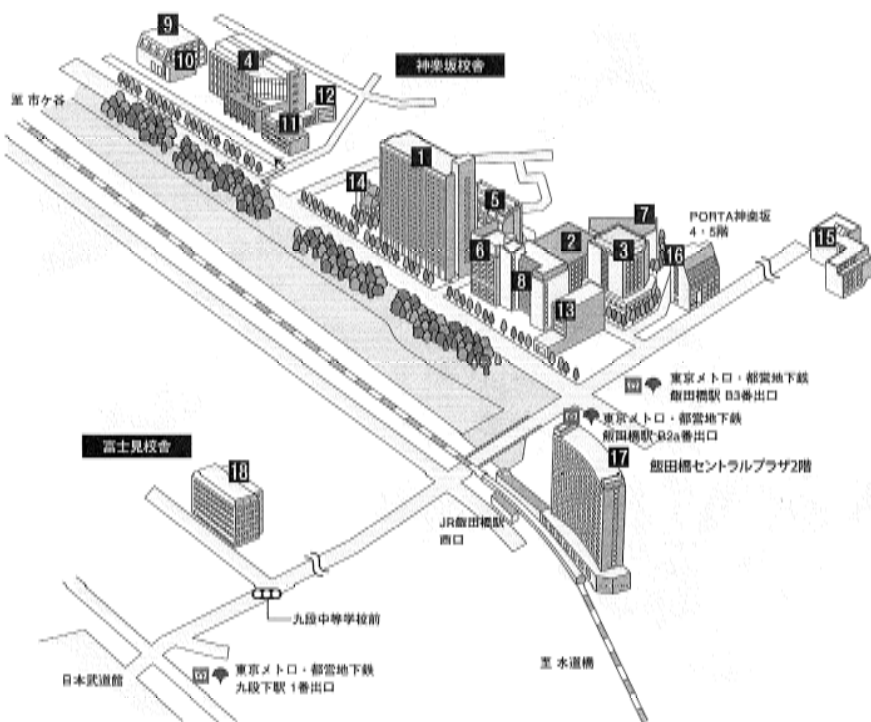 9
10
4
神楽坂校舎
12
至 市ケ谷
11
1
14
5
7
PORTA神楽坂
4・5階
6
2
3
16
15
8
13
東京メトロ・都営地下鉄
飯田橋駅 B3番出口
東京メトロ・都営地下鉄
飯田橋駅 B2a番出口
富士見校舎
17
飯田橋セントラルプラザ2階
18
JR飯田橋駅
西口
九段中等学校前
至 水道橋
日本武道館
東京メトロ・都営地下鉄
九段下駅 1番出口